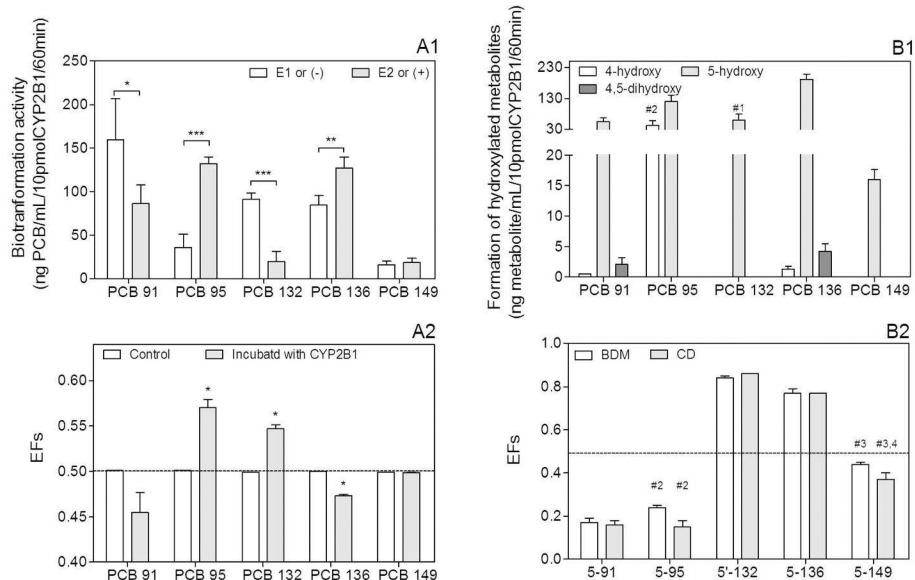 A1
Biotranformation activity
(ng PCB/mL/10pmolCYP2B1/60min)
E1 or (-) E2 or (+)
250
200
150
100
50
0
* *** *** **
PCB 91 PCB 95 PCB 132 PCB 136 PCB 149
B1
Formation of hydroxylated metabolites
(ng metabolite/mL/10pmolCYP2B1/60min)
4-hydroxy 5-hydroxy
4,5-dihydroxy
230
130
30
20
15
10
5
0
#2 #1
PCB 91 PCB 95 PCB 132 PCB 136 PCB 149
A2
EFs
Control Incubatd with CYP2B1
0.60
0.55
0.50
0.45
0.40
* * *
PCB 91 PCB 95 PCB 132 PCB 136 PCB 149
B2
EFs
BDM CD
1.0
0.8
0.6
0.4
0.2
0.0
#2 #2 #3 #3,4
5-91 5-95 5'-132 5-136 5-149